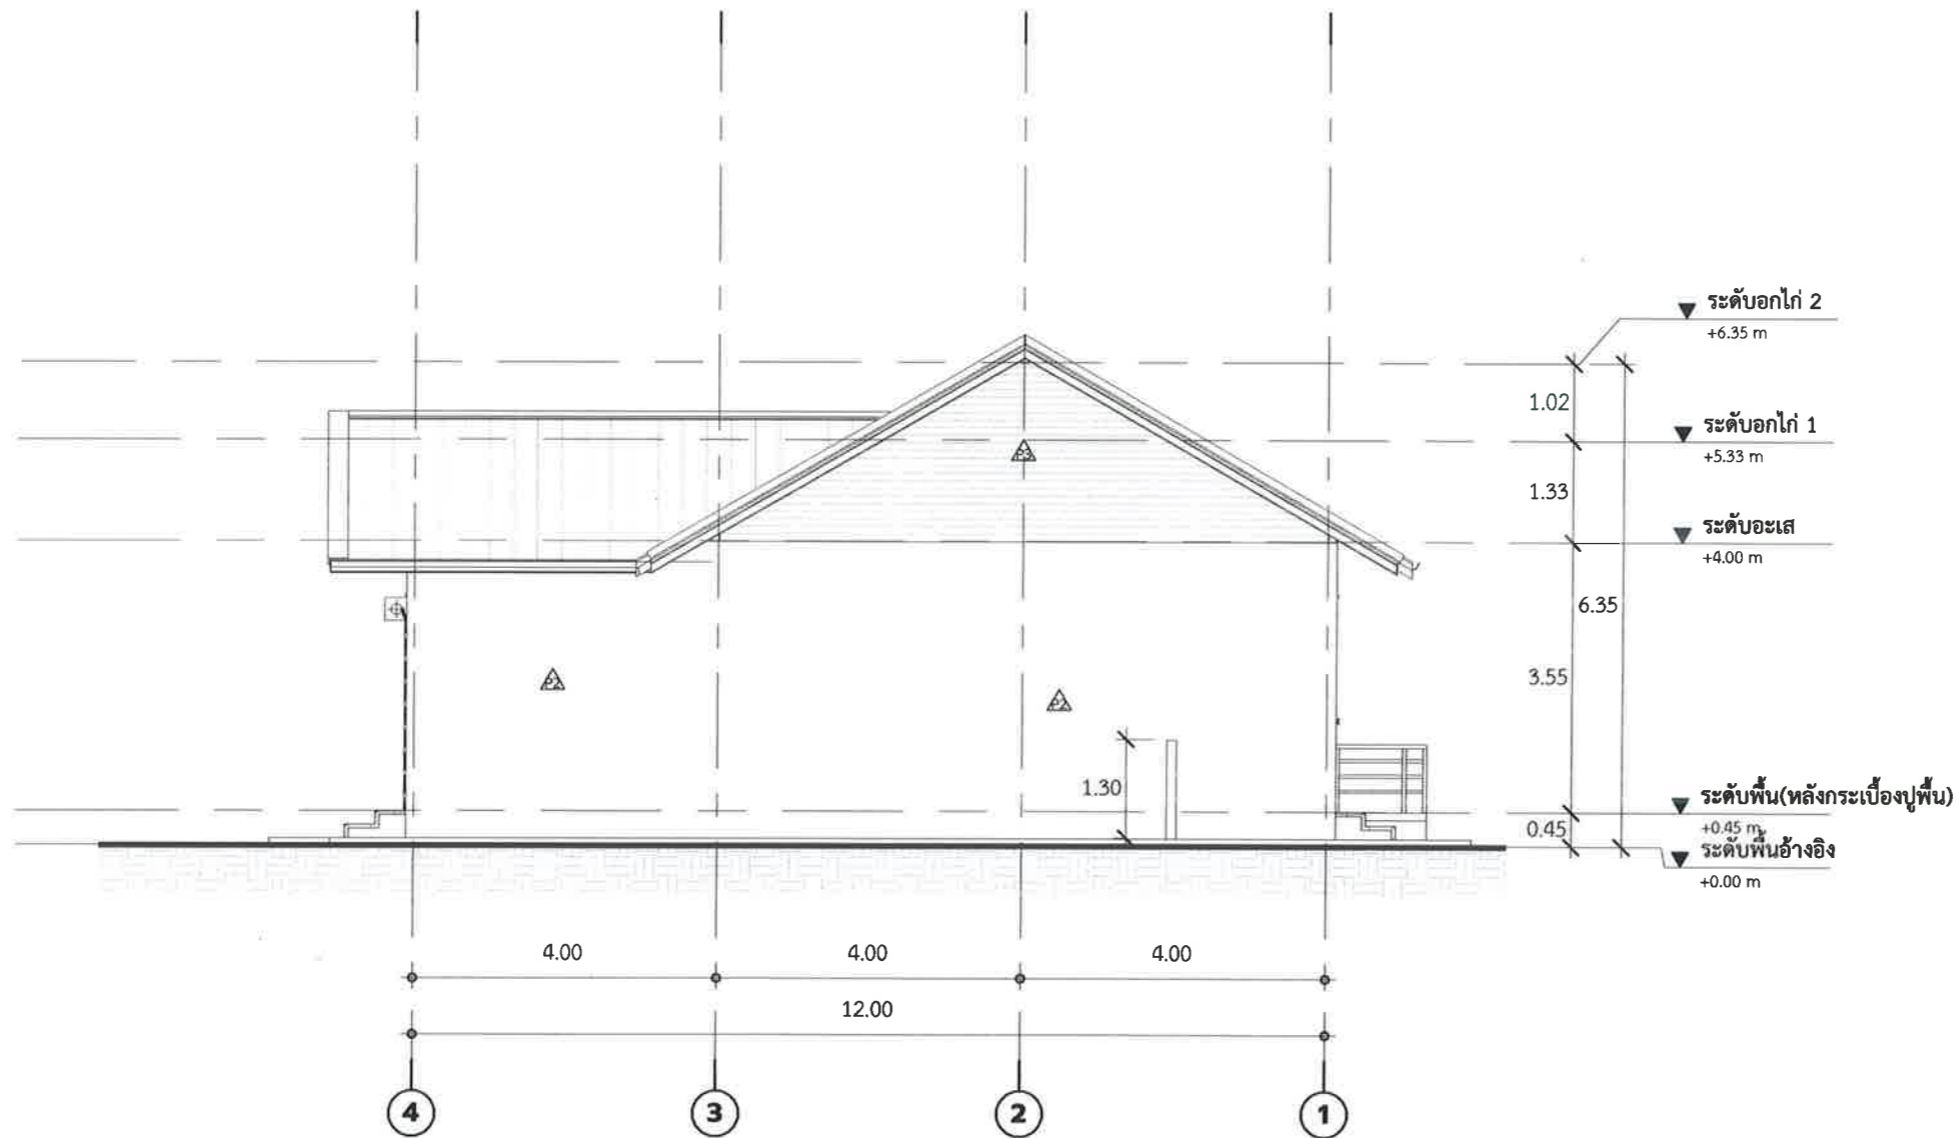 ระดับอกไก่ 2
+6.35 m
1.02
ระดับอกไก่ 1
+5.33 m
P3
1.33
ระดับอะเส
+4.00 m
6.35
3.55
P2
P2
1.30
ระดับพื้น(หลังกระเบื้องปูพื้น)
+0.45 m
0.45
ระดับพื้นอ้างอิง
+0.00 m
4.00 4.00 4.00
12.00
4 3 2 1